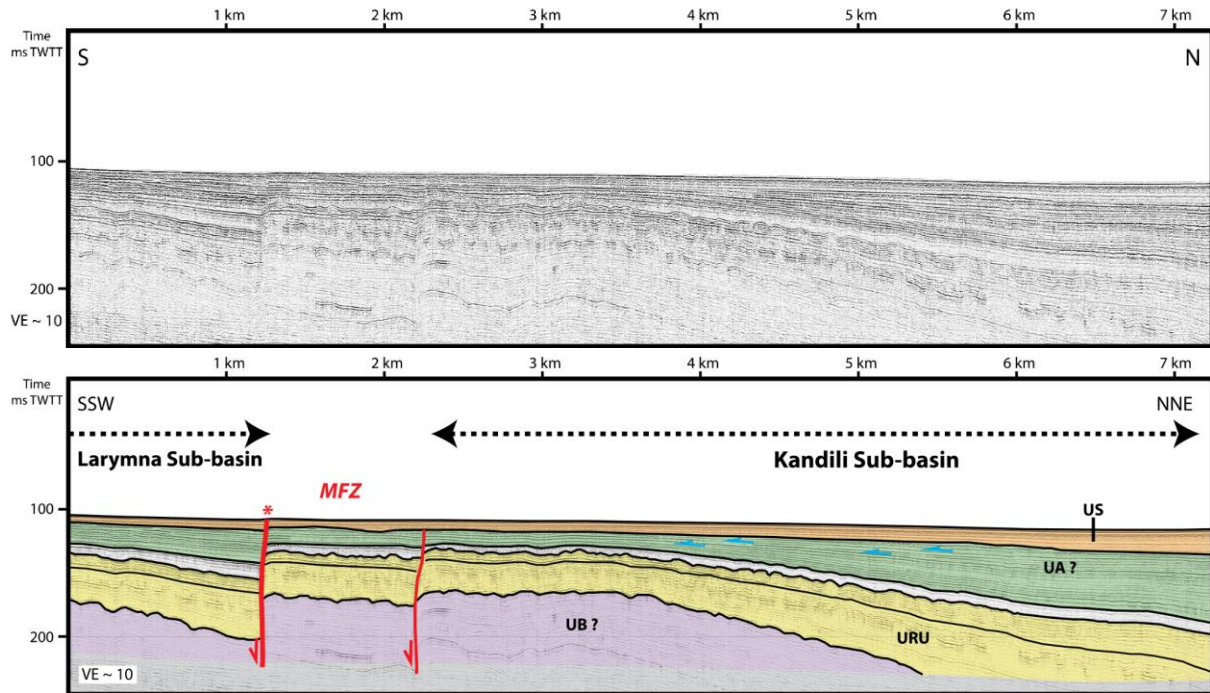 1 km 2 km 3 km 4 km 5 km 6 km 7 km
Time
ms TWTT
S N
100
200
VE ~ 10
1 km 2 km 3 km 4 km 5 km 6 km 7 km
Time
ms TWTT
SSW NNE
Larymna Sub-basin Kandili Sub-basin
MFZ
*
100
US
UA ?
UB ?
URU
200
VE ~ 10